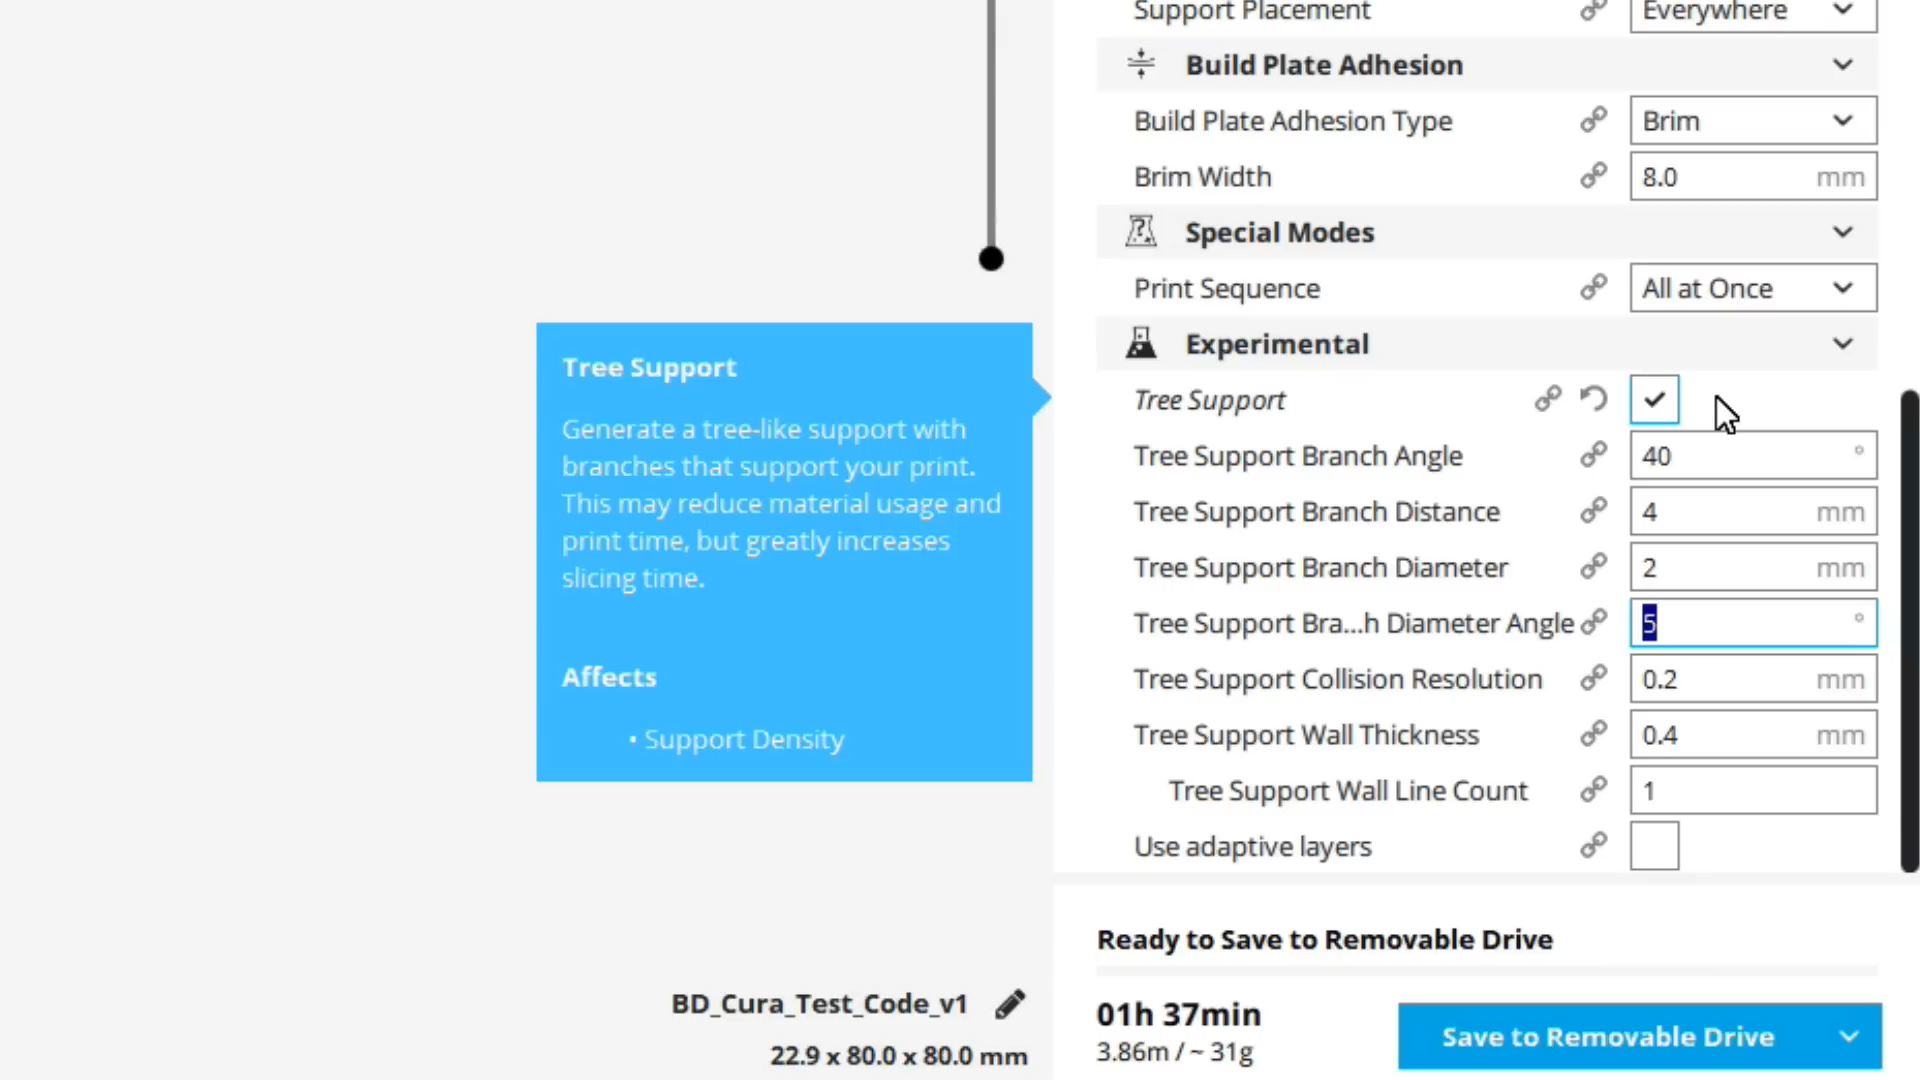 Support Placement Everywhere
Build Plate Adhesion
Build Plate Adhesion Type Brim
Brim Width 8.0 mm
Special Modes
Print Sequence All at Once
Experimental
Tree Support
Tree Support Branch Angle 40 °
Tree Support Branch Distance 4 mm
Tree Support Branch Diameter 2 mm
Tree Support Bra...h Diameter Angle 5 °
Tree Support Collision Resolution 0.2 mm
Tree Support Wall Thickness 0.4 mm
Tree Support Wall Line Count 1
Use adaptive layers
Tree Support
Generate a tree-like support with
branches that support your print.
This may reduce material usage and
print time, but greatly increases
slicing time.
Affects
• Support Density
Ready to Save to Removable Drive
BD_Cura_Test_Code_v1
22.9 x 80.0 x 80.0 mm
01h 37min
3.86m / ~ 31g
Save to Removable Drive